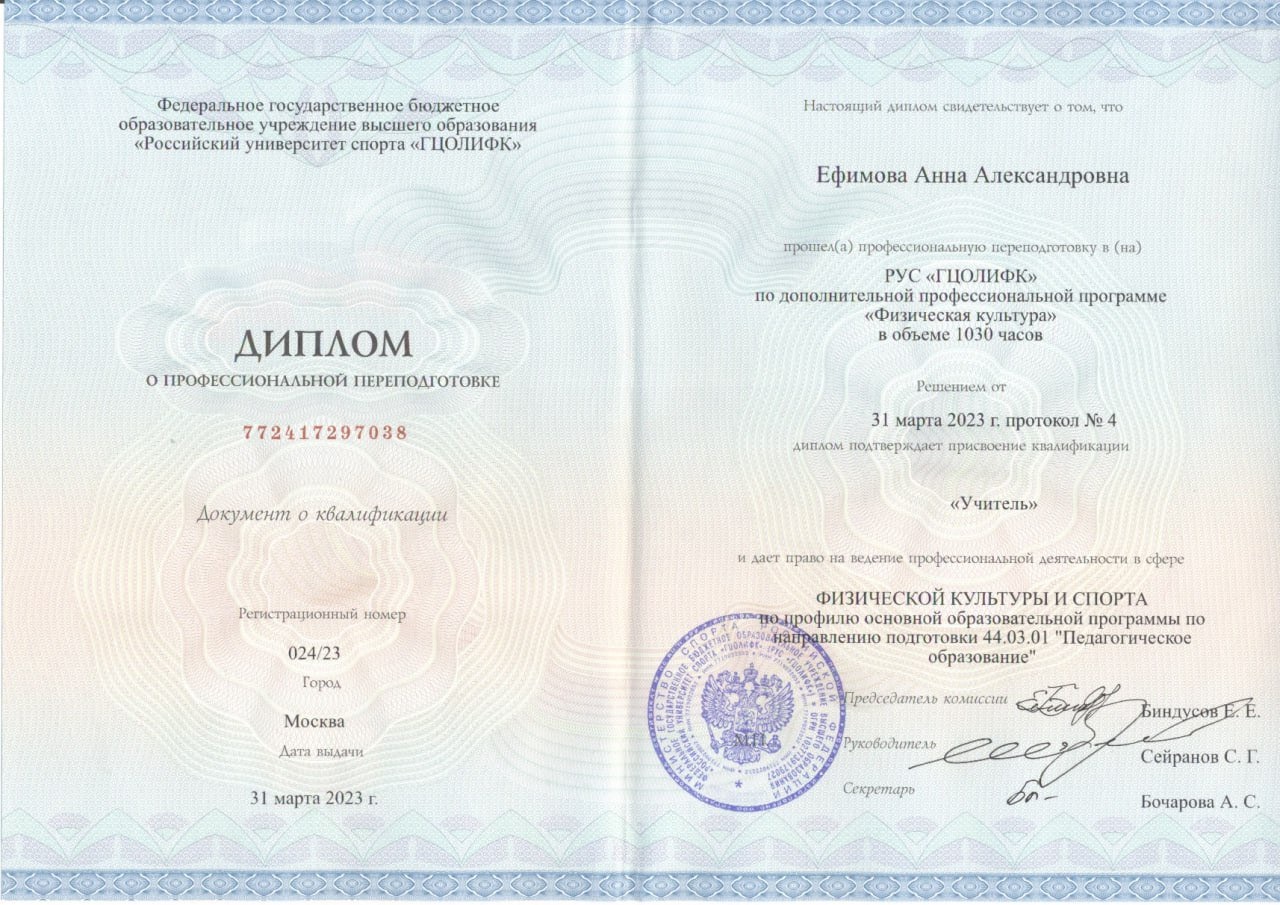 Федеральное государственное бюджетное
образовательное учреждение высшего образования
«Российский университет спорта «ГЦОЛИФК»
ДИПЛОМ
О ПРОФЕССИОНАЛЬНОЙ ПЕРЕПОДГОТОВКЕ
772417297038
Документ о квалификации
Регистрационный номер
024/23
Город
Москва
Дата выдачи
31 марта 2023 г.
Настоящий диплом свидетельствует о том, что
Ефимова Анна Александровна
прошел(а) профессиональную переподготовку в (на)
РУС «ГЦОЛИФК»
по дополнительной профессиональной программе
«Физическая культура»
в объеме 1030 часов
Решением от
31 марта 2023 г. протокол № 4
диплом подтверждает присвоение квалификации
«Учитель»
и дает право на ведение профессиональной деятельности в сфере
ФИЗИЧЕСКОЙ КУЛЬТУРЫ И СПОРТА
по профилю основной образовательной программы по
направлению подготовки 44.03.01 "Педагогическое
образование"
МИНИСТЕРСТВО СПОРТА РОССИЙСКОЙ ФЕДЕРАЦИИ
М.П.
Председатель комиссии
Биндусов Е. Е.
Руководитель
Сейранов С. Г.
Секретарь
Бочарова А. С.